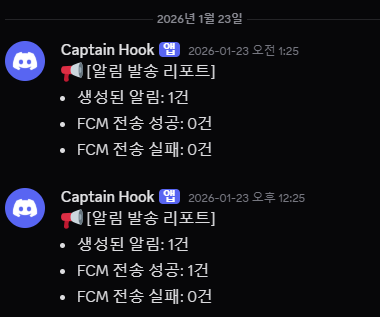 2026년 1월 23일
Captain Hook 앱 2026-01-23 오전 1:25
📢 [알림 발송 리포트]
• 생성된 알림: 1건
• FCM 전송 성공: 0건
• FCM 전송 실패: 0건
Captain Hook 앱 2026-01-23 오후 12:25
📢 [알림 발송 리포트]
• 생성된 알림: 1건
• FCM 전송 성공: 1건
• FCM 전송 실패: 0건